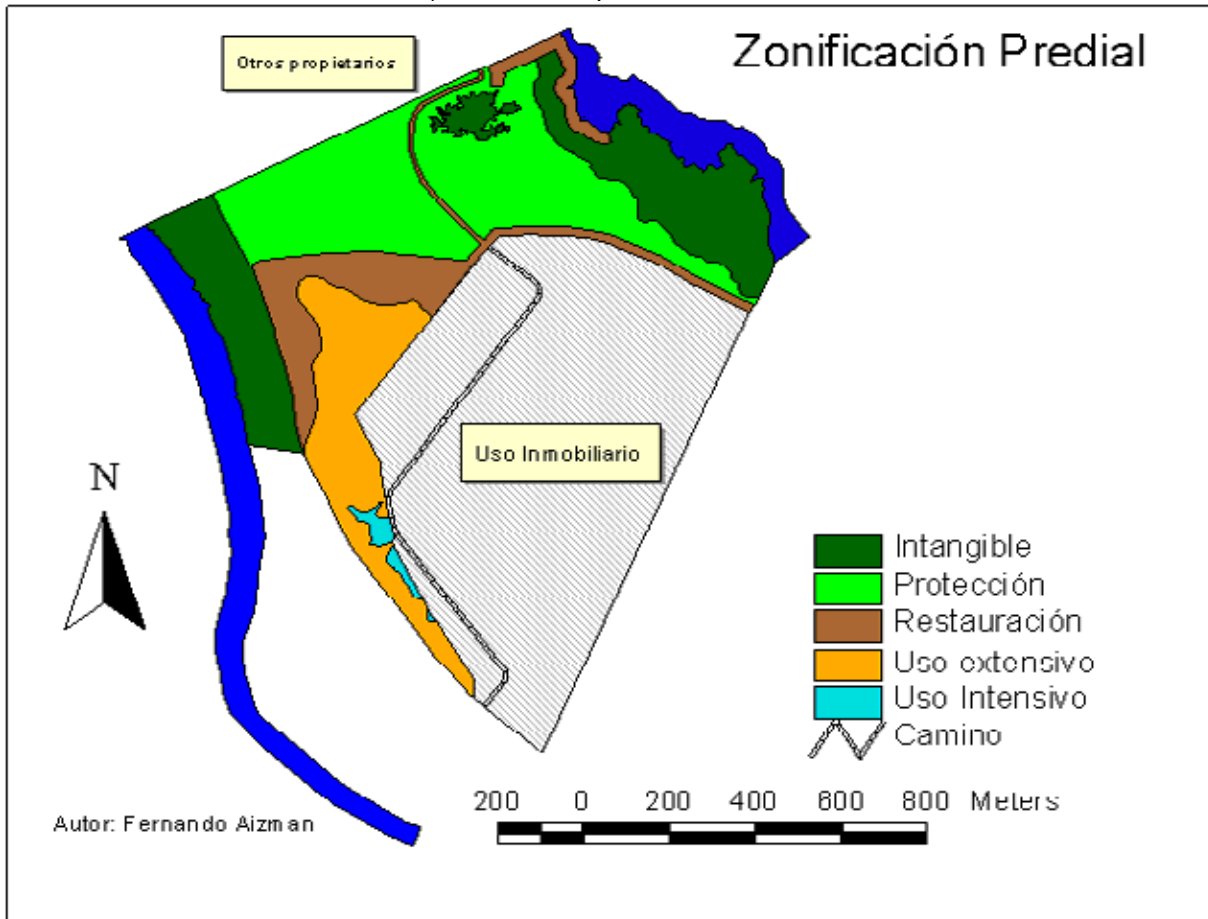 Zonificación Predial
Otros propietarios
Uso Inmobiliario
N
Intangible
Protección
Restauración
Uso extensivo
Uso Intensivo
Camino
200 0 200 400 600 800 Meters
Autor: Fernando Aizman